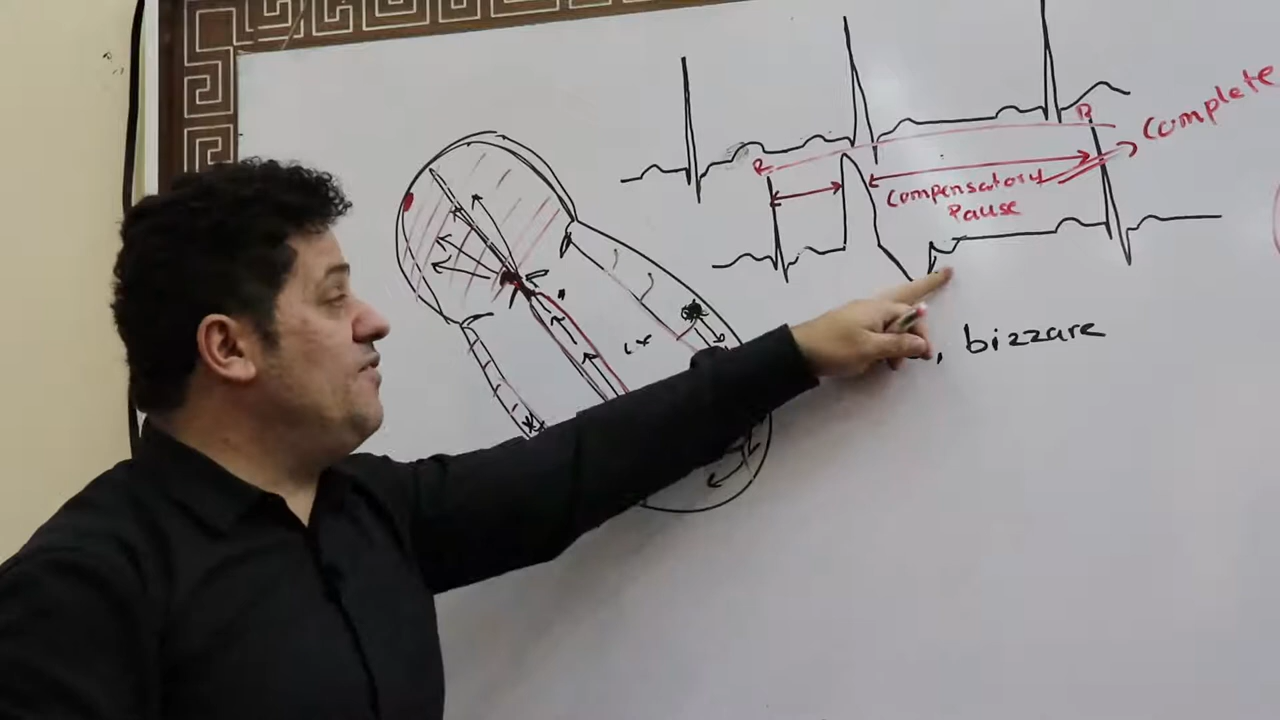 Complete
R
R
Compensatory
Pause
, bizzare